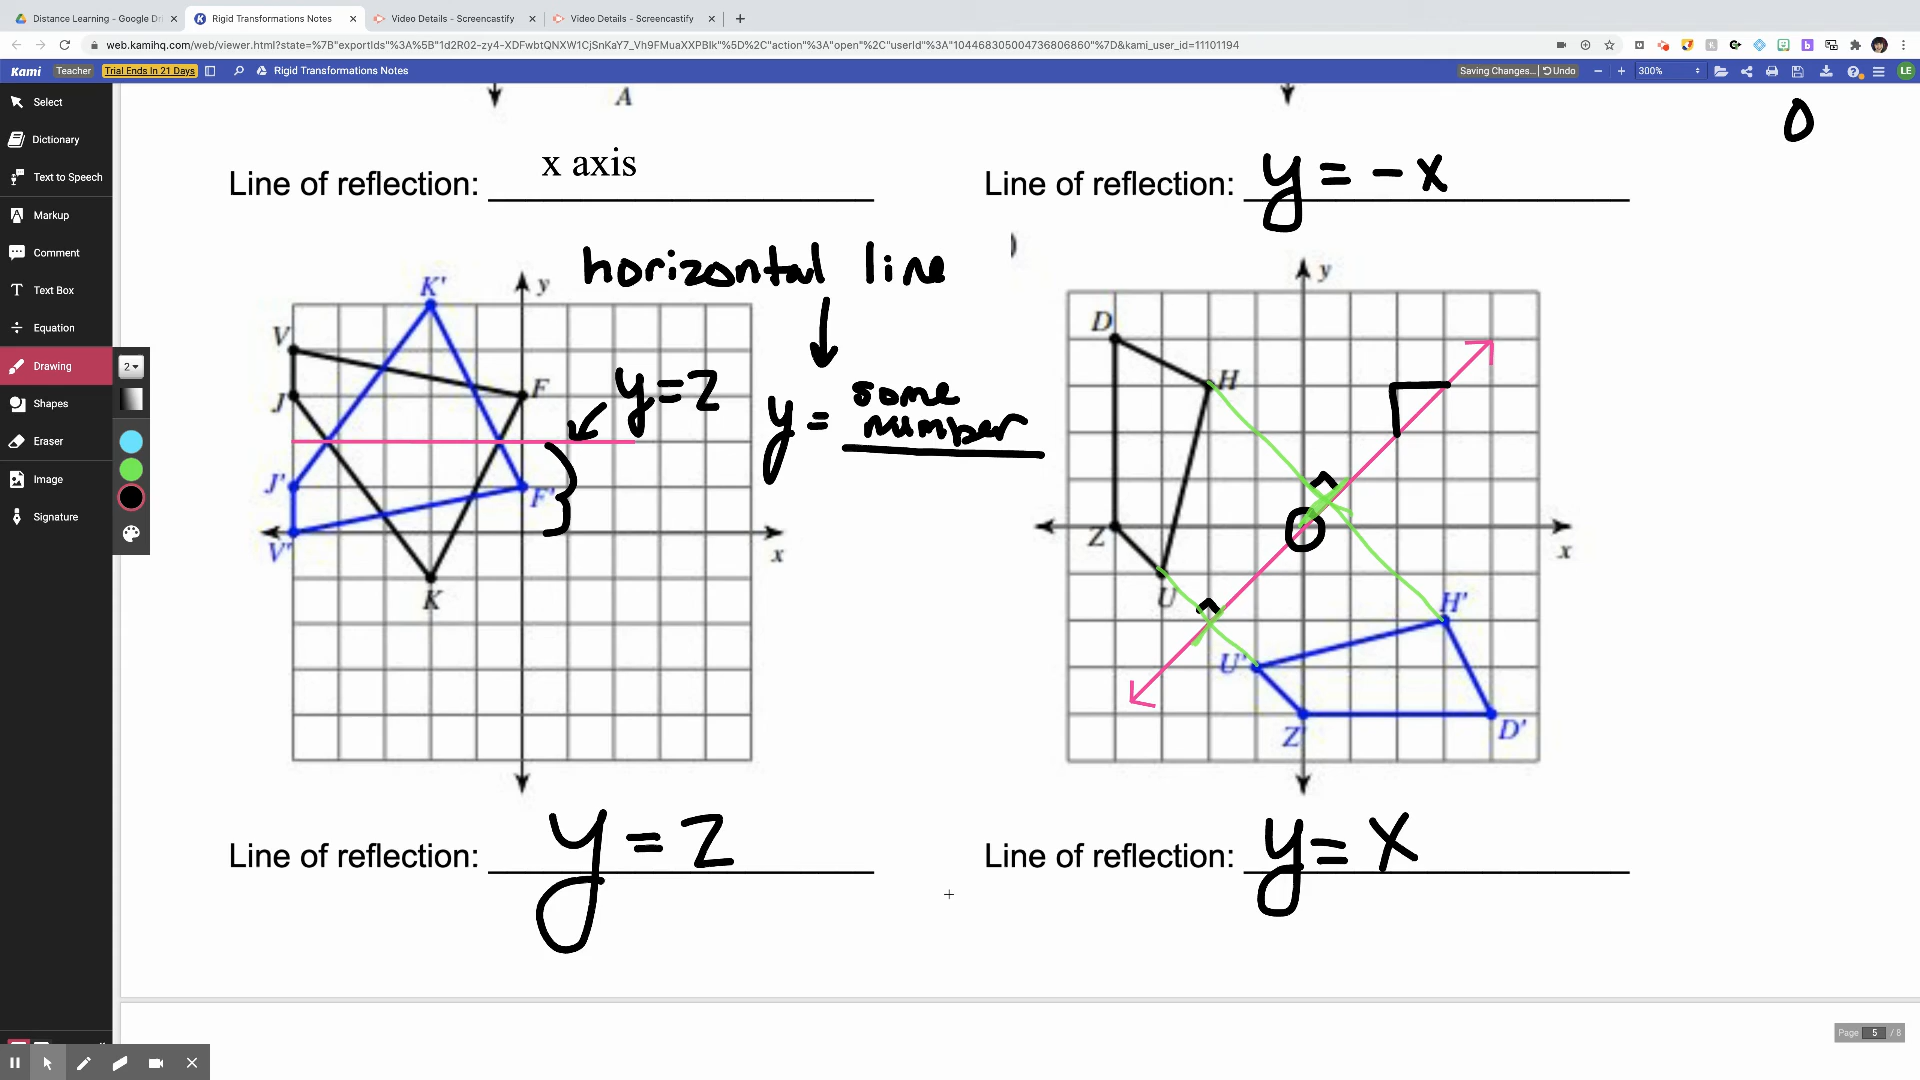 Distance Learning - Google Dr
Rigid Transformations Notes
Video Details - Screencastify
Video Details - Screencastify
web.kamihq.com/web/viewer.html?state=%7B"exportIds"%3A%5B"1d2R02-zy4-XDFwbtQNXW1CjSnKaY7_Vh9FMuaXXPBIk"%5D%2C"action"%3A"open"%2C"userId"%3A"104468305004736806860"%7D&kami_user_id=11101194
Kami Teacher Trial Ends In 21 Days Rigid Transformations Notes Saving Changes... Undo 300% LE
Select
Dictionary
Text to Speech
Markup
Comment
Text Box
Equation
Drawing
Shapes
Eraser
Image
Signature
2
A
0
Line of reflection: x axis
Line of reflection: y = -x
horizontal line
y = some number
y=2
K'
y
V
F
J
J'
F'
V'
x
K
y
D
H
Z
O
x
U
H'
U'
Z'
D'
Line of reflection: y = 2
Line of reflection: y = x
Page 5 / 8